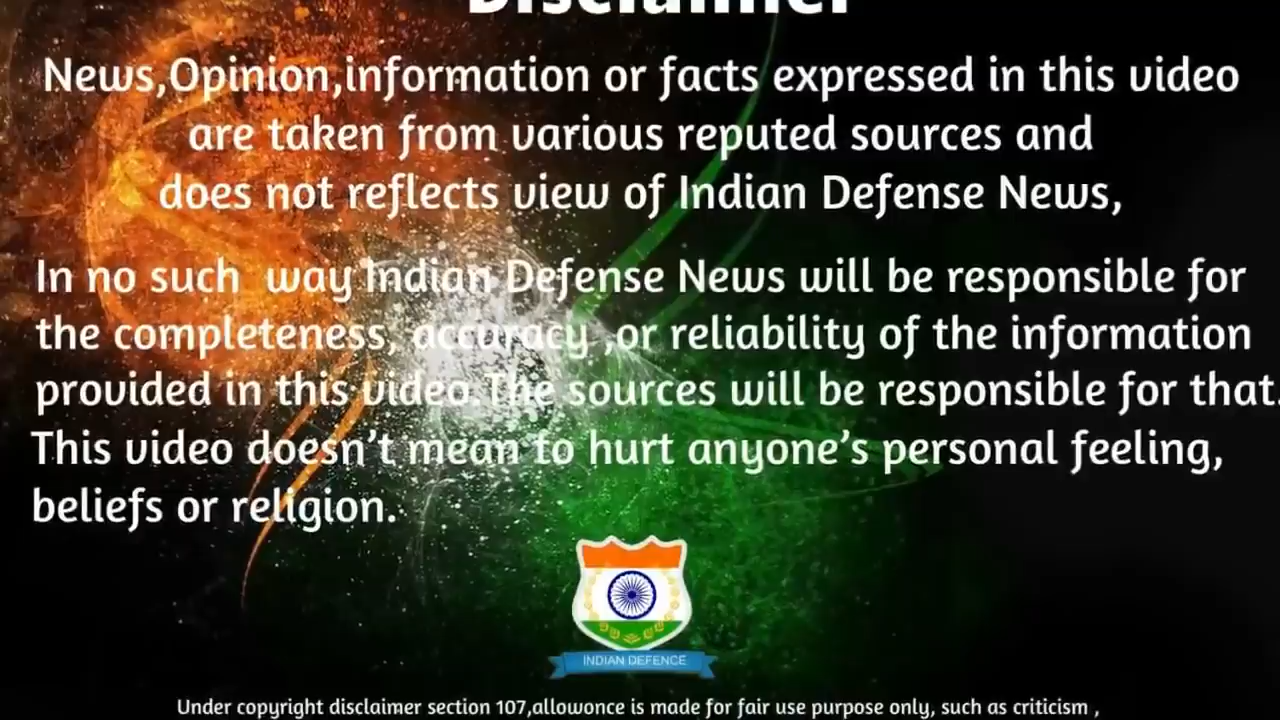 Disclaimer
News,Opinion,information or facts expressed in this video
are taken from various reputed sources and
does not reflects view of Indian Defense News,
In no such way Indian Defense News will be responsible for
the completeness, accuracy ,or reliability of the information
provided in this video.The sources will be responsible for that.
This video doesn't mean to hurt anyone's personal feeling,
beliefs or religion.
INDIAN DEFENCE
Under copyright disclaimer section 107,allowonce is made for fair use purpose only, such as criticism ,